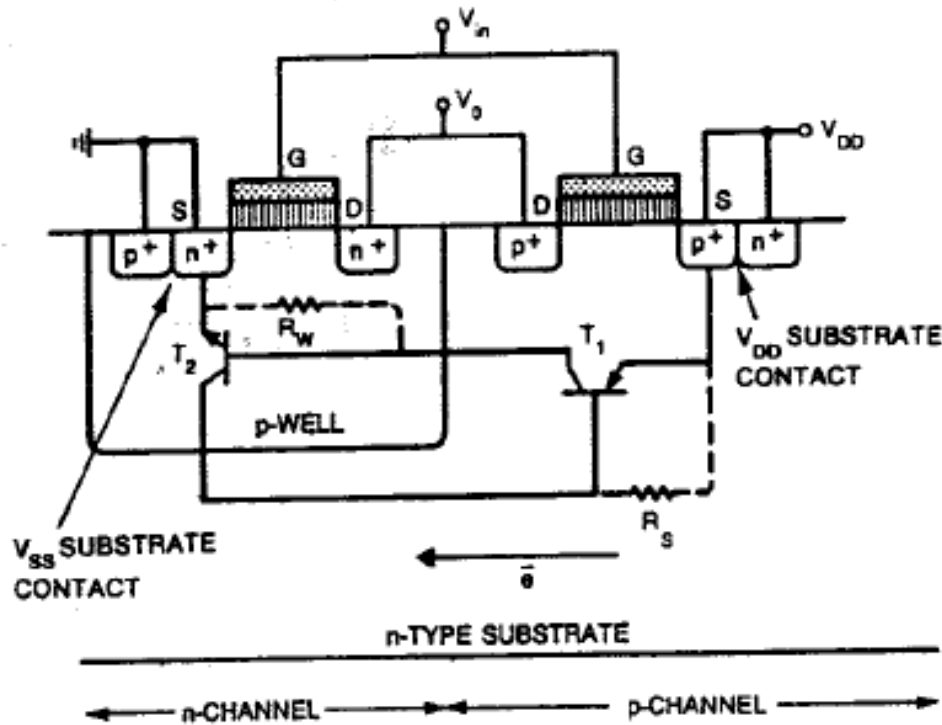 V_in
V_0
V_DD
G
G
S
D
D
S
p+
n+
n+
p+
p+
n+
R_W
T_1
T_2
V_DD SUBSTRATE
CONTACT
p-WELL
R_S
V_SS SUBSTRATE
CONTACT
ē
n-TYPE SUBSTRATE
n-CHANNEL
p-CHANNEL